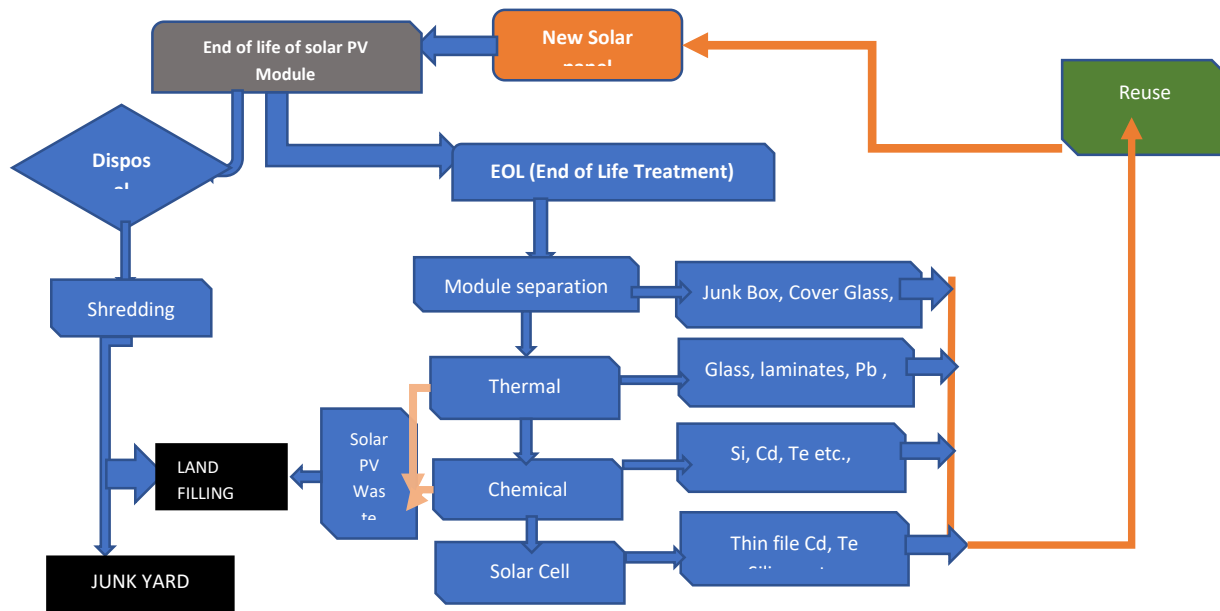 End of life of solar PV
Module
New Solar
Reuse
Dispos
EOL (End of Life Treatment)
Module separation
Junk Box, Cover Glass,
Shredding
Glass, laminates, Pb ,
Thermal
Solar
PV
Was
te
LAND
FILLING
Si, Cd, Te etc.,
Chemical
Thin file Cd, Te
Solar Cell
JUNK YARD